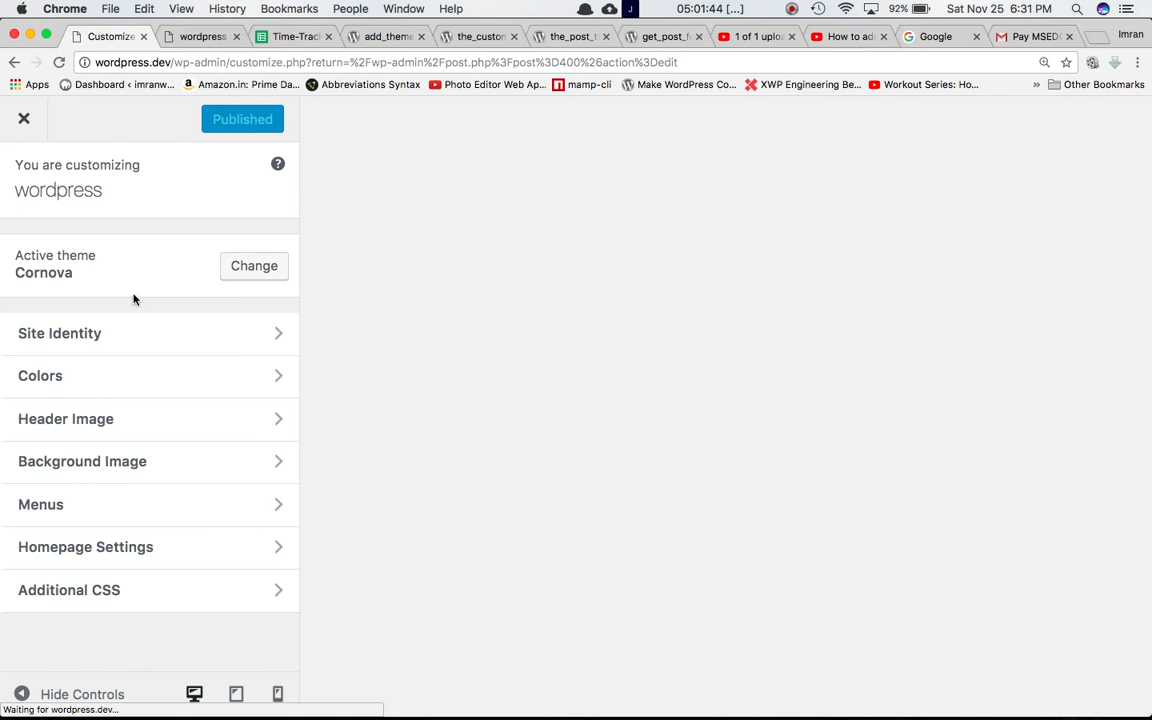 Chrome File Edit View History Bookmarks People Window Help 05:01:44 [...] 92% Sat Nov 25 6:31 PM
Customize wordpress Time-Track add_theme the_custom the_post_t get_post_fo 1 of 1 uploa How to add Google Pay MSEDC Imran
wordpress.dev/wp-admin/customize.php?return=%2Fwp-admin%2Fpost.php%3Fpost%3D400%26action%3Dedit
Apps Dashboard ‹ imranw... Amazon.in: Prime Da... Abbreviations Syntax Photo Editor Web Ap... mamp-cli Make WordPress Co... XWP Engineering Be... Workout Series: Ho... » Other Bookmarks
Published
You are customizing
wordpress
Active theme
Cornova
Change
Site Identity
Colors
Header Image
Background Image
Menus
Homepage Settings
Additional CSS
Hide Controls
Waiting for wordpress.dev...